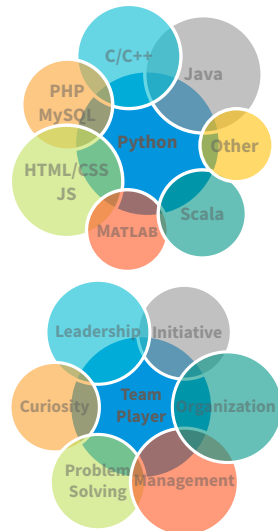 C/C++
Java
PHP
MySQL
Python
Other
HTML/CSS
JS
Scala
MATLAB
Leadership
Initiative
Team
Player
Curiosity
Organization
Problem
Solving
Management